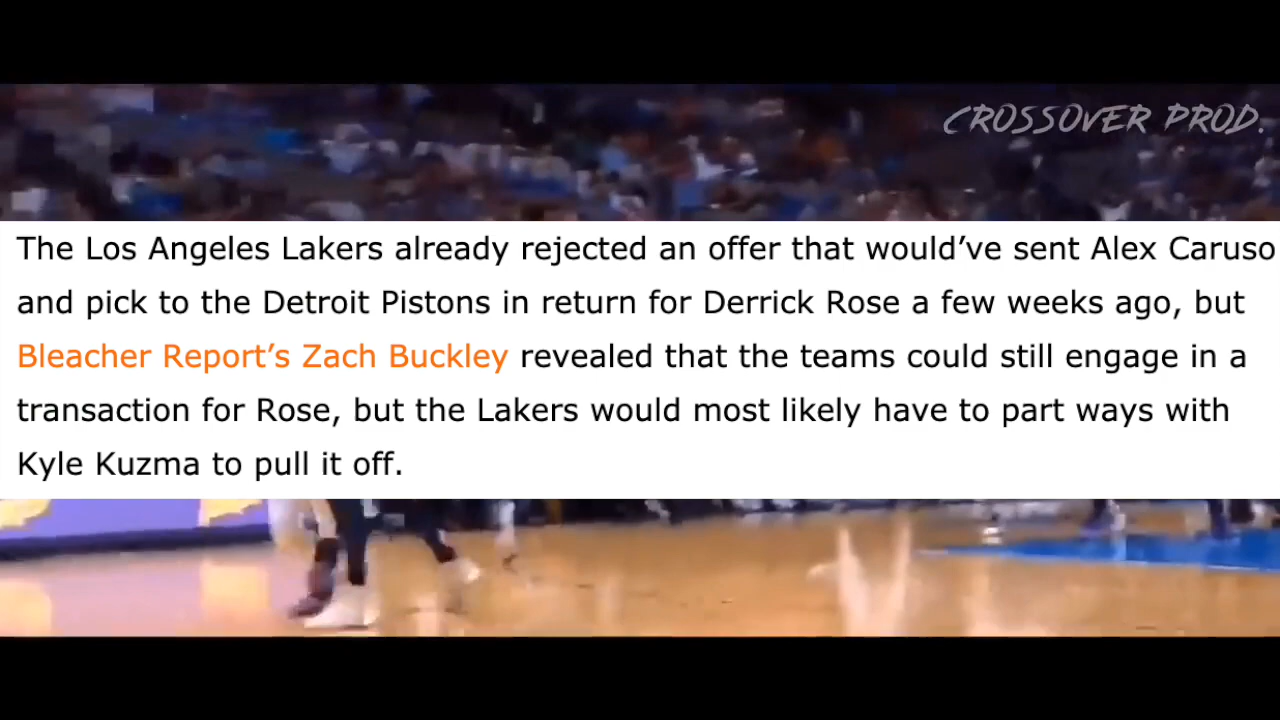 CROSSOVER PROD.
The Los Angeles Lakers already rejected an offer that would’ve sent Alex Caruso
and pick to the Detroit Pistons in return for Derrick Rose a few weeks ago, but
Bleacher Report’s Zach Buckley revealed that the teams could still engage in a
transaction for Rose, but the Lakers would most likely have to part ways with
Kyle Kuzma to pull it off.